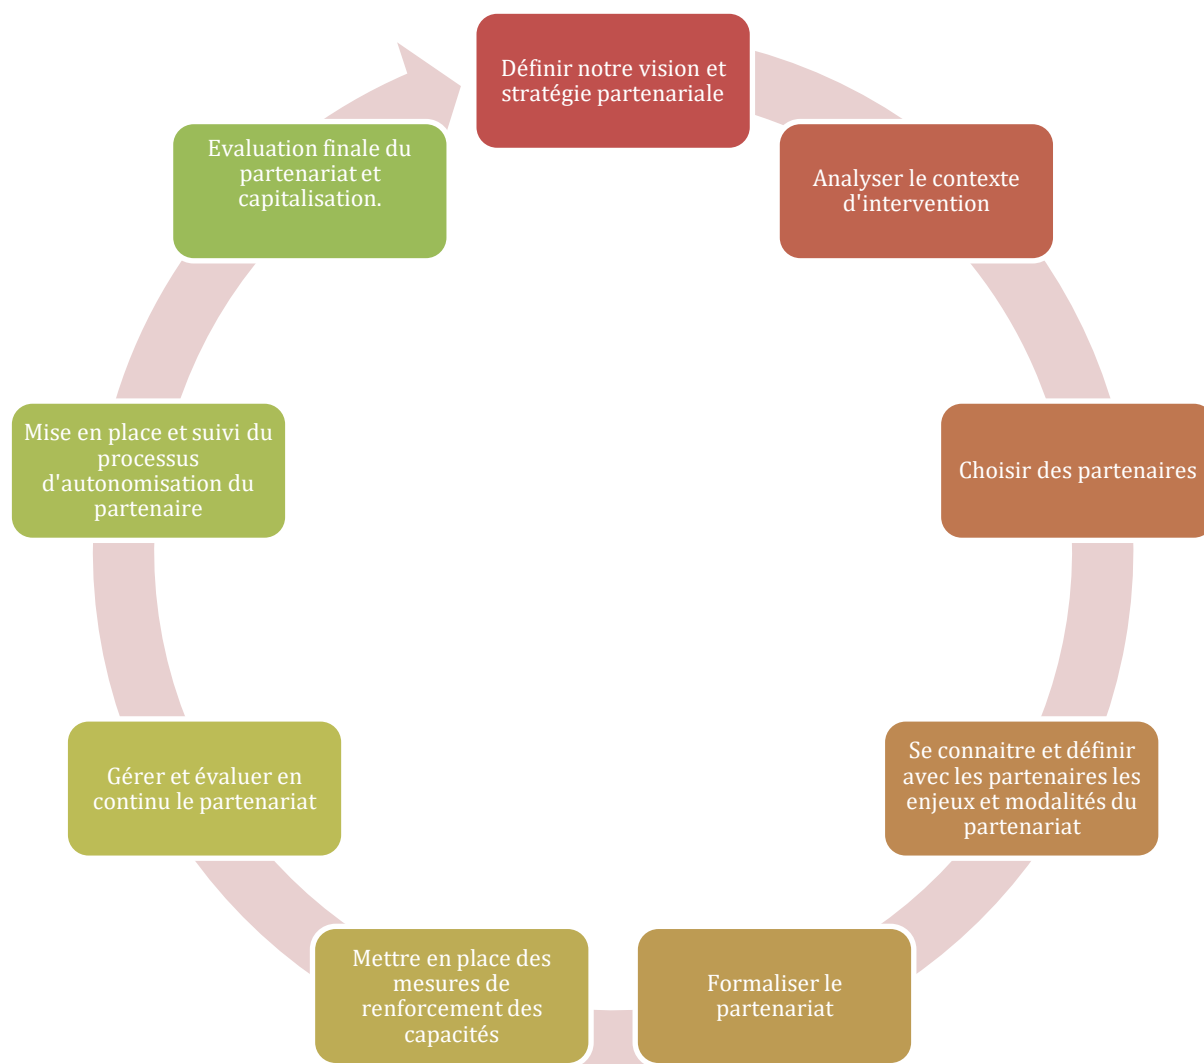 Définir notre vision et
stratégie partenariale
Analyser le contexte
d'intervention
Choisir des partenaires
Se connaitre et définir
avec les partenaires les
enjeux et modalités du
partenariat
Formaliser le
partenariat
Mettre en place des
mesures de
renforcement des
capacités
Gérer et évaluer en
continu le partenariat
Mise en place et suivi du
processus
d'autonomisation du
partenaire
Evaluation finale du
partenariat et
capitalisation.